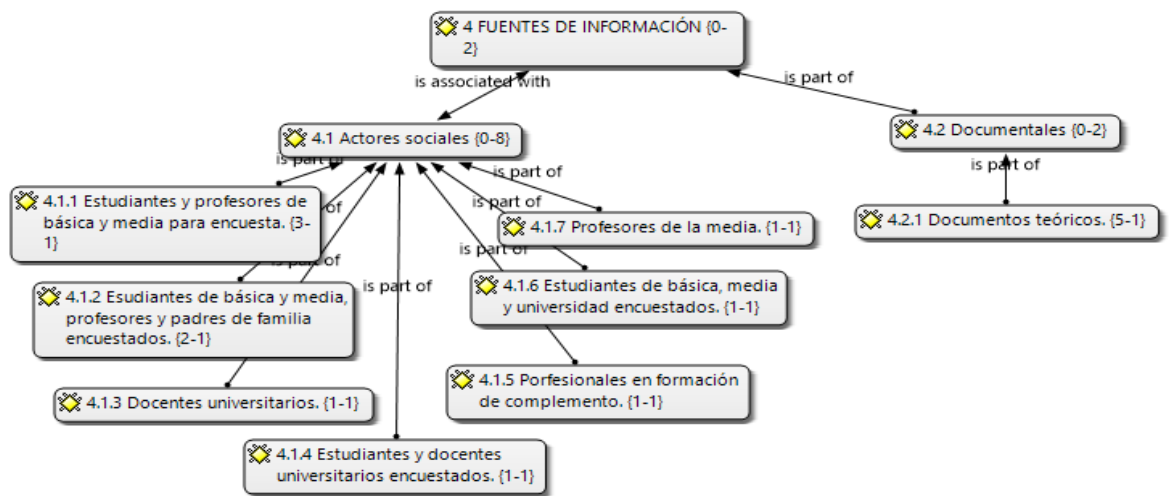 4 FUENTES DE INFORMACIÓN {0-
2}
is associated with
is part of
4.1 Actores sociales {0-8}
4.2 Documentales {0-2}
is part of
is part of
is part of
4.1.1 Estudiantes y profesores de
básica y media para encuesta. {3-
1}
of
is part of
4.1.7 Profesores de la media. {1-1}
4.2.1 Documentos teóricos. {5-1}
is part of
is part of
is part of
4.1.2 Esudiantes de básica y media,
profesores y padres de familia
encuestados. {2-1}
4.1.6 Estudiantes de básica, media
y universidad encuestados. {1-1}
4.1.3 Docentes universitarios. {1-1}
4.1.5 Porfesionales en formación
de complemento. {1-1}
4.1.4 Estudiantes y docentes
universitarios encuestados. {1-1}